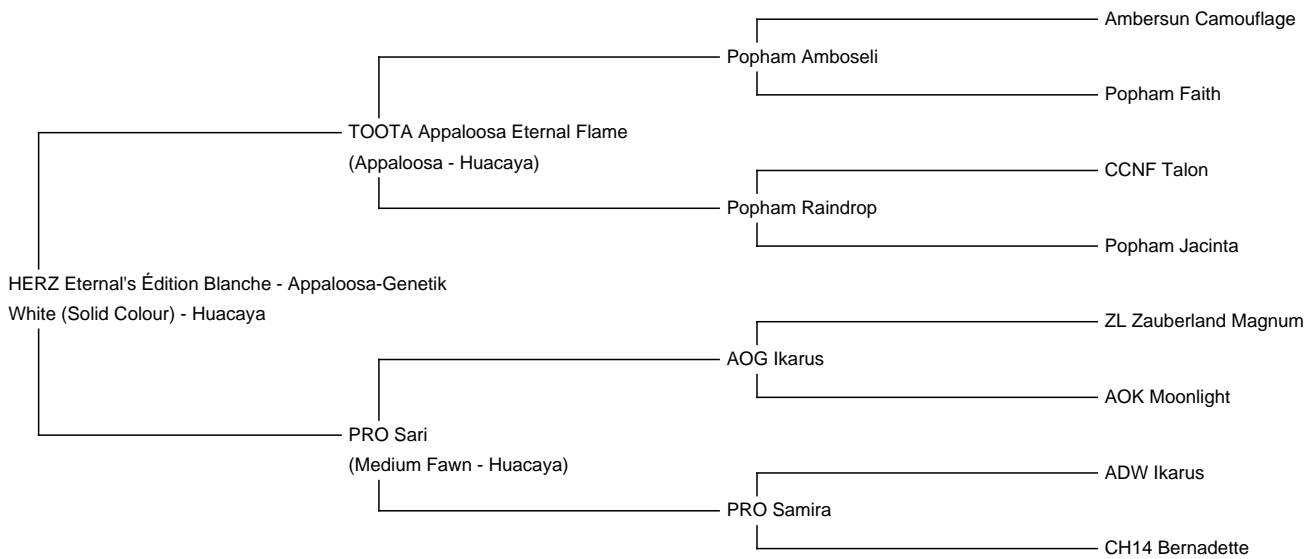 Ambersun Camouflage
Popham Amboseli
Popham Faith
TOOTA Appaloosa Eternal Flame
(Appaloosa - Huacaya)
CCNF Talon
Popham Raindrop
Popham Jacinta
HERZ Eternal's Édition Blanche - Appaloosa-Genetik
White (Solid Colour) - Huacaya
ZL Zauberland Magnum
AOG Ikarus
AOK Moonlight
PRO Sari
(Medium Fawn - Huacaya)
ADW Ikarus
PRO Samira
CH14 Bernadette